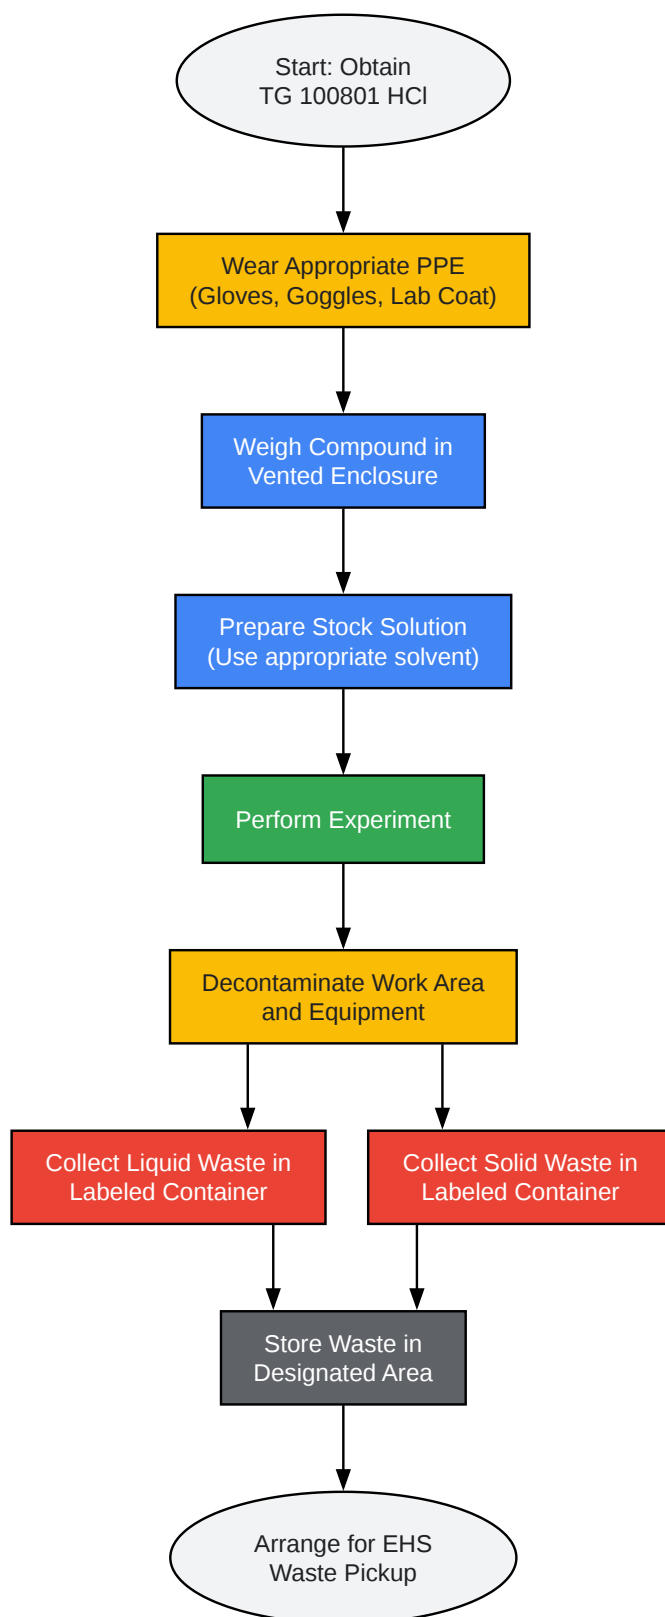 Start: Obtain
TG 100801 HCl
Wear Appropriate PPE
(Gloves, Goggles, Lab Coat)
Weigh Compound in
Vented Enclosure
Prepare Stock Solution
(Use appropriate solvent)
Perform Experiment
Decontaminate Work Area
and Equipment
Collect Liquid Waste in
Labeled Container
Collect Solid Waste in
Labeled Container
Store Waste in
Designated Area
Arrange for EHS
Waste Pickup